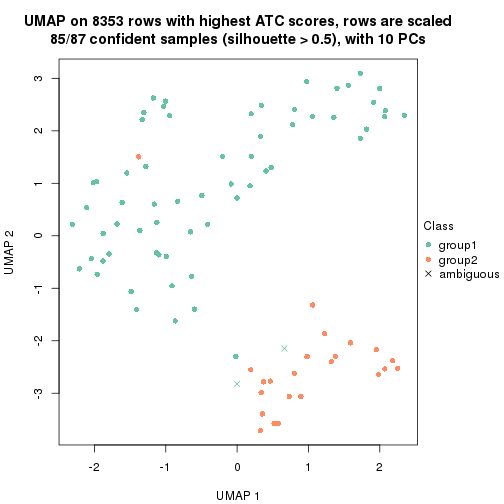 UMAP on 8353 rows with highest ATC scores, rows are scaled
85/87 confident samples (silhouette > 0.5), with 10 PCs
3
2
1
0
-1
-2
-3
UMAP 2
-2
-1
0
1
2
UMAP 1
Class
group1
group2
ambiguous